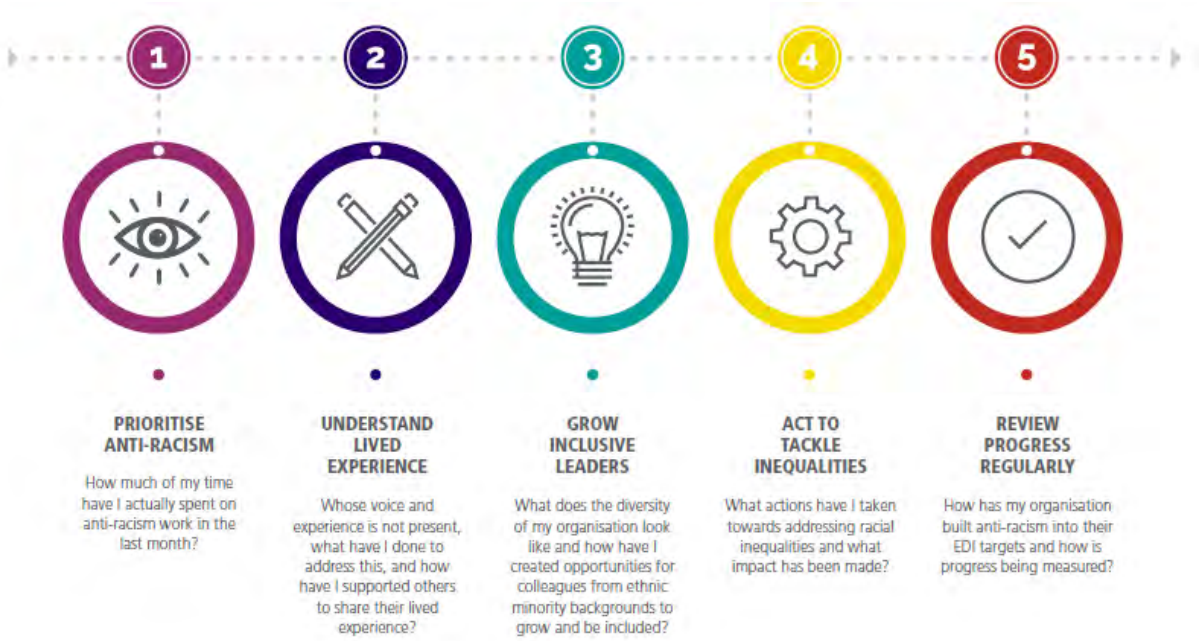 1
2
3
4
5
PRIORITISE
ANTI-RACISM
How much of my time
have I actually spent on
anti-racism work in the
last month?
UNDERSTAND
LIVED
EXPERIENCE
Whose voice and
experience is not present,
what have I done to
address this, and how
have I supported others
to share their lived
experience?
GROW
INCLUSIVE
LEADERS
What does the diversity
of my organisation look
like and how have I
created opportunities for
colleagues from ethnic
minority backgrounds to
grow and be included?
ACT TO
TACKLE
INEQUALITIES
What actions have I taken
towards addressing racial
inequalities and what
impact has been made?
REVIEW
PROGRESS
REGULARLY
How has my organisation
built anti-racism into their
EDI targets and how is
progress being measured?